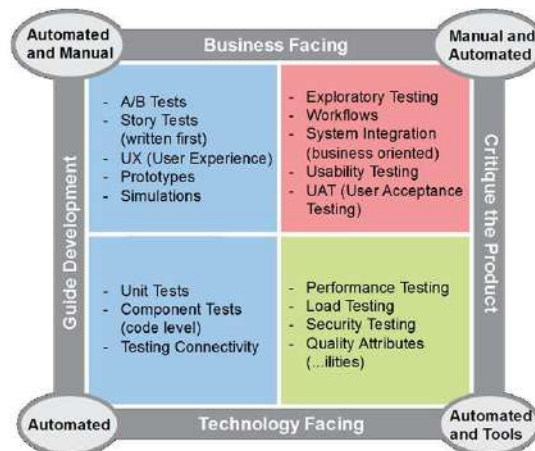 Automated
and Manual
Business Facing
Manual and
Automated
Guide Development
- A/B Tests
- Story Tests
(written first)
- UX (User Experience)
- Prototypes
- Simulations
- Exploratory Testing
- Workflows
- System Integration
(business oriented)
- Usability Testing
- UAT (User Acceptance
Testing)
Critique the Product
- Unit Tests
- Component Tests
(code level)
- Testing Connectivity
- Performance Testing
- Load Testing
- Security Testing
- Quality Attributes
(...ilities)
Automated
Technology Facing
Automated
and Tools